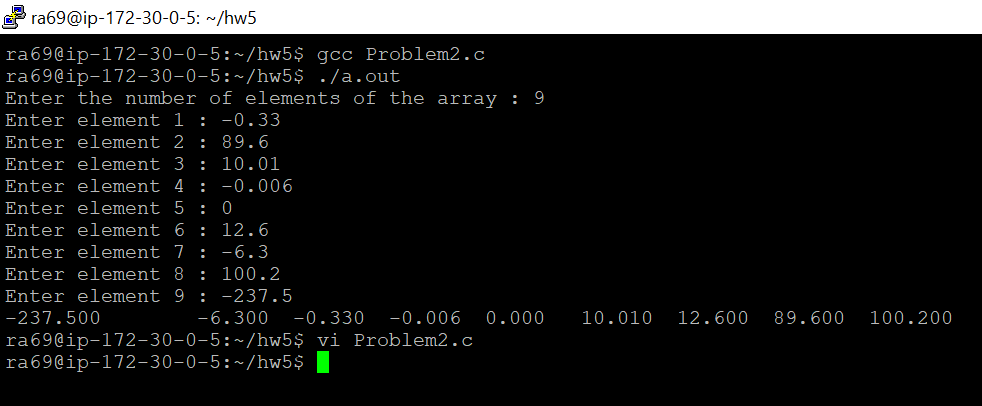 ra69@ip-172-30-0-5: ~/hw5
ra69@ip-172-30-0-5:~/hw5$ gcc Problem2.c
ra69@ip-172-30-0-5:~/hw5$ ./a.out
Enter the number of elements of the array : 9
Enter element 1 : -0.33
Enter element 2 : 89.6
Enter element 3 : 10.01
Enter element 4 : -0.006
Enter element 5 : 0
Enter element 6 : 12.6
Enter element 7 : -6.3
Enter element 8 : 100.2
Enter element 9 : -237.5
-237.500        -6.300  -0.330  -0.006  0.000   10.010  12.600  89.600  100.200
ra69@ip-172-30-0-5:~/hw5$ vi Problem2.c
ra69@ip-172-30-0-5:~/hw5$